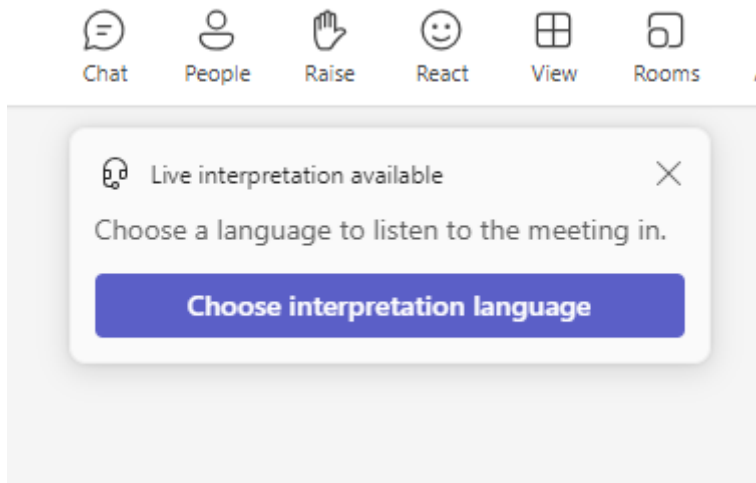 Chat People Raise React View Rooms
Live interpretation available
Choose a language to listen to the meeting in.
Choose interpretation language